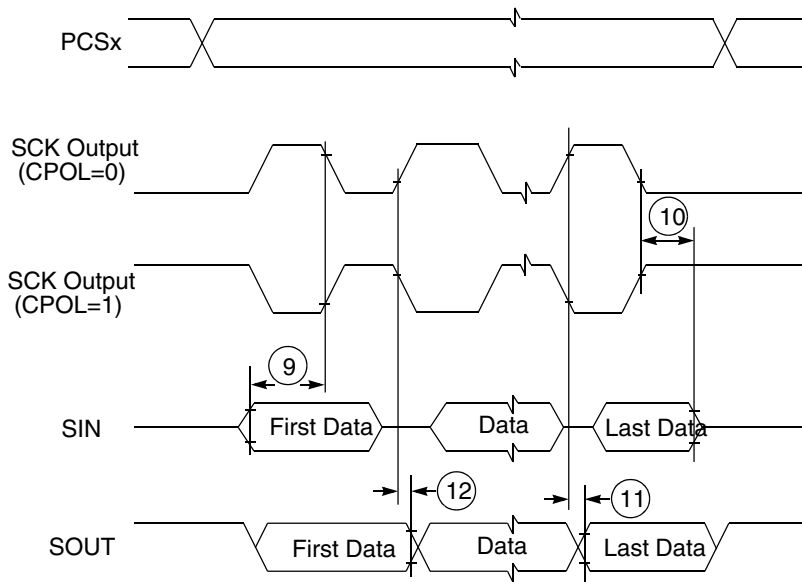 PCSx
SCK Output
(CPOL=0)
10
SCK Output
(CPOL=1)
9
SIN
First Data
Data
Last Data
12
11
SOUT
First Data
Data
Last Data